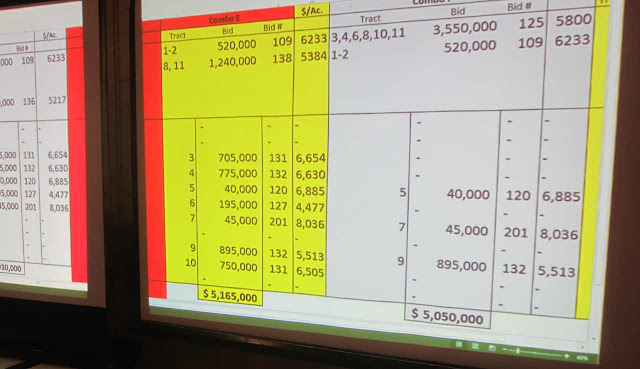 $/Ac.
Bid #
000 109 6233
,000 136 5217
-
-
5,000 131 6,654
5,000 132 6,630
0,000 120 6,885
5,000 127 4,477
45,000 201 8,036
-
-
-
-
30,000
Combo E $/Ac.
Tract Bid Bid #
1-2 520,000 109 6233
8, 11 1,240,000 138 5384
- - -
- - -
3 705,000 131 6,654
4 775,000 132 6,630
5 40,000 120 6,885
6 195,000 127 4,477
7 45,000 201 8,036
- - -
9 895,000 132 5,513
10 750,000 131 6,505
- - -
$ 5,165,000
Tract Bid Bid #
3,4,6,8,10,11 3,550,000 125 5800
1-2 520,000 109 6233
- - -
- - -
- - -
- - -
5 40,000 120 6,885
- - -
7 45,000 201 8,036
- - -
9 895,000 132 5,513
- - -
- - -
$ 5,050,000